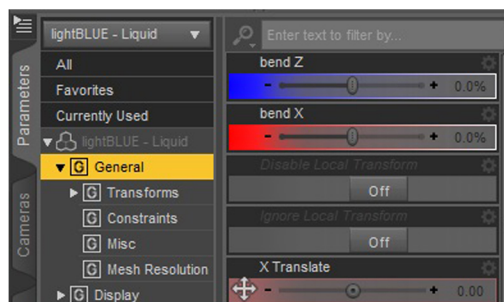 lightBLUE - Liquid
Enter text to filter by...
All
Favorites
Currently Used
lightBLUE - Liquid
G General
G Transforms
G Constraints
G Misc
G Mesh Resolution
G Display
Parameters
Cameras
bend Z
- + 0.0%
bend X
- + 0.0%
Disable Local Transform
Off
Ignore Local Transform
Off
X Translate
- + 0.00